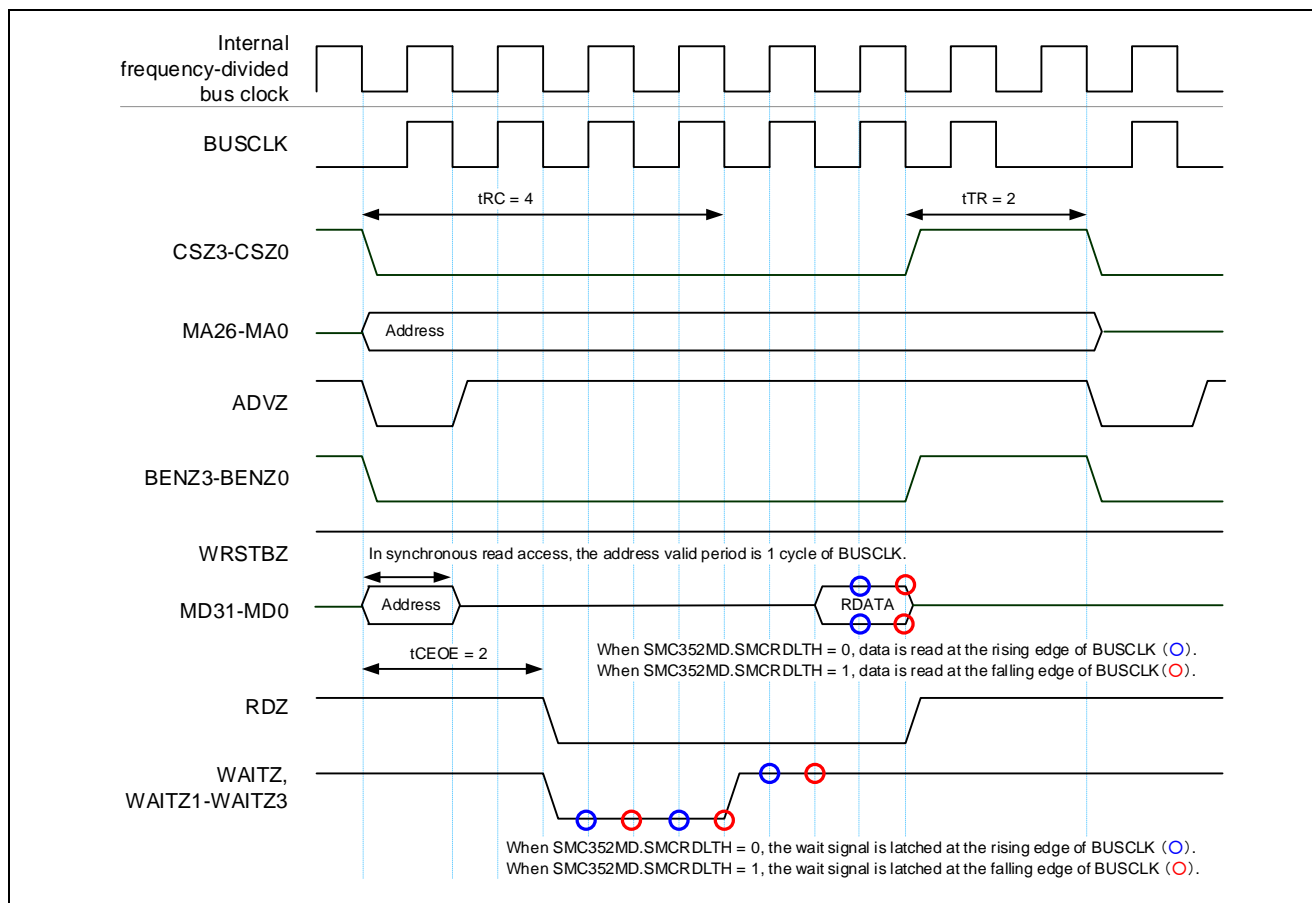 Internal
frequency-divided
bus clock
BUSCLK
tRC = 4
tTR = 2
CSZ3-CSZ0
MA26-MA0
Address
ADVZ
BENZ3-BENZ0
WRSTBZ
In synchronous read access, the address valid period is 1 cycle of BUSCLK.
MD31-MD0
Address
RDATA
When SMC352MD.SMCRDLTH = 0, data is read at the rising edge of BUSCLK (○).
When SMC352MD.SMCRDLTH = 1, data is read at the falling edge of BUSCLK (○).
tCEOE = 2
RDZ
WAITZ,
WAITZ1-WAITZ3
When SMC352MD.SMCRDLTH = 0, the wait signal is latched at the rising edge of BUSCLK (○).
When SMC352MD.SMCRDLTH = 1, the wait signal is latched at the falling edge of BUSCLK (○).